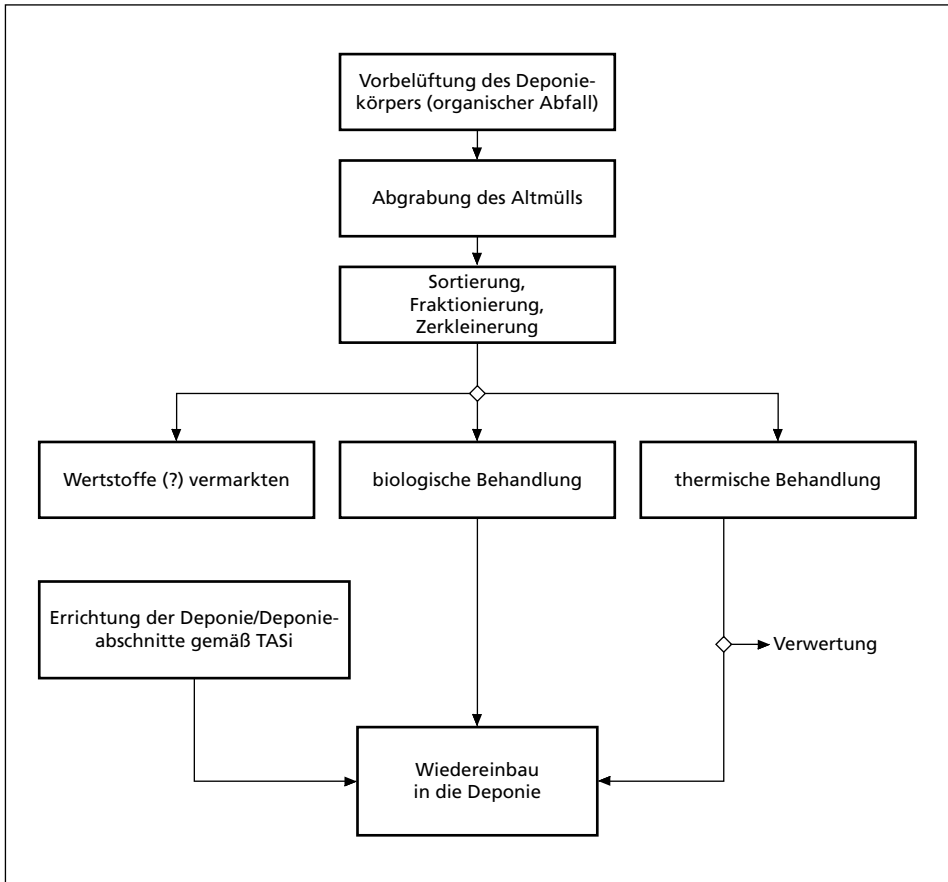 Vorbelüftung des Deponie-
körpers (organischer Abfall)
Abgrabung des Altmülls
Sortierung,
Fraktionierung,
Zerkleinerung
Wertstoffe (?) vermarkten
biologische Behandlung
thermische Behandlung
Errichtung der Deponie/Deponie-
abschnitte gemäß TASi
Verwertung
Wiedereinbau
in die Deponie